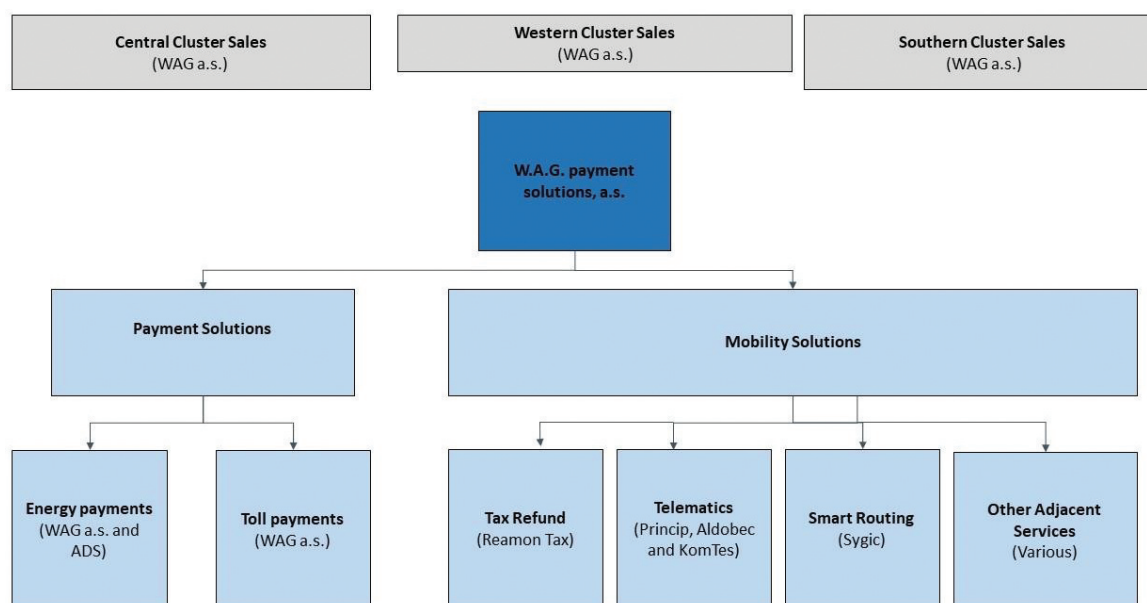 Central Cluster Sales
(WAG a.s.)
Western Cluster Sales
(WAG a.s.)
Southern Cluster Sales
(WAG a.s.)
W.A.G. payment
solutions, a.s.
Payment Solutions
Mobility Solutions
Energy payments
(WAG a.s. and
ADS)
Toll payments
(WAG a.s.)
Tax Refund
(Reamon Tax)
Telematics
(Princip, Aldobec
and KomTes)
Smart Routing
(Sygic)
Other Adjacent
Services
(Various)